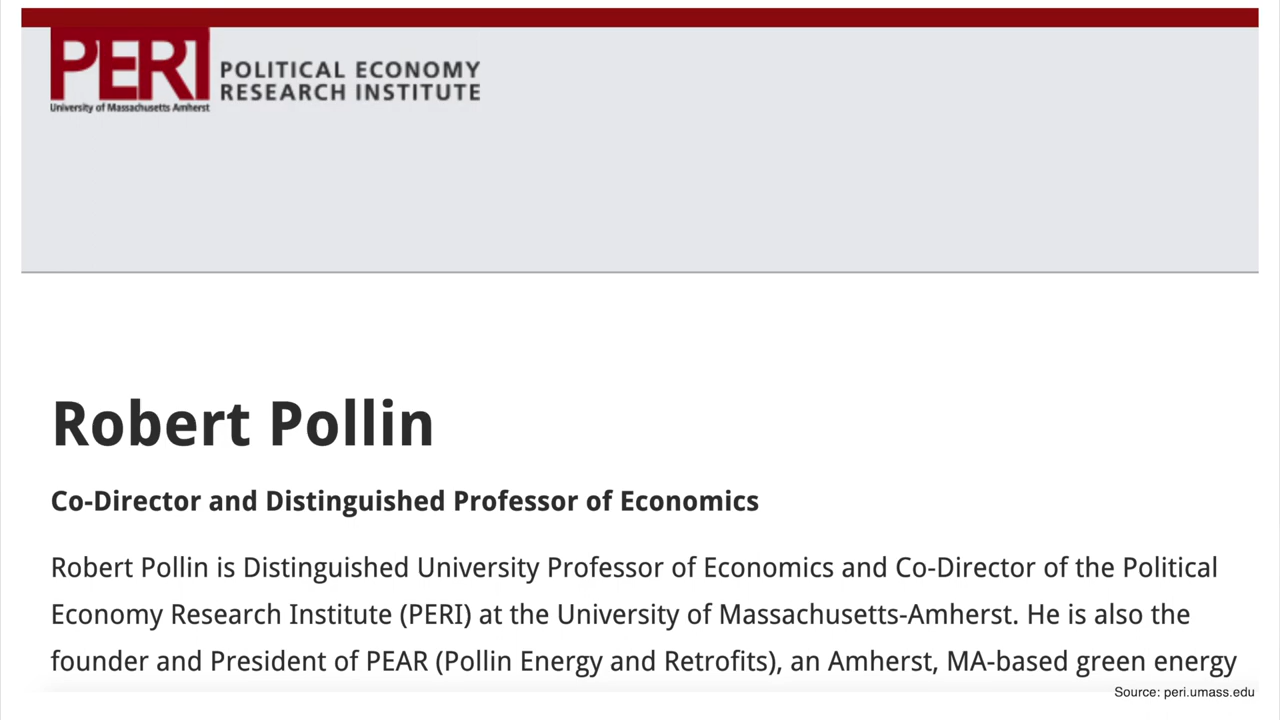 PERI
University of Massachusetts Amherst
POLITICAL ECONOMY
RESEARCH INSTITUTE
Robert Pollin
Co-Director and Distinguished Professor of Economics
Robert Pollin is Distinguished University Professor of Economics and Co-Director of the Political
Economy Research Institute (PERI) at the University of Massachusetts-Amherst. He is also the
founder and President of PEAR (Pollin Energy and Retrofits), an Amherst, MA-based green energy
Source: peri.umass.edu